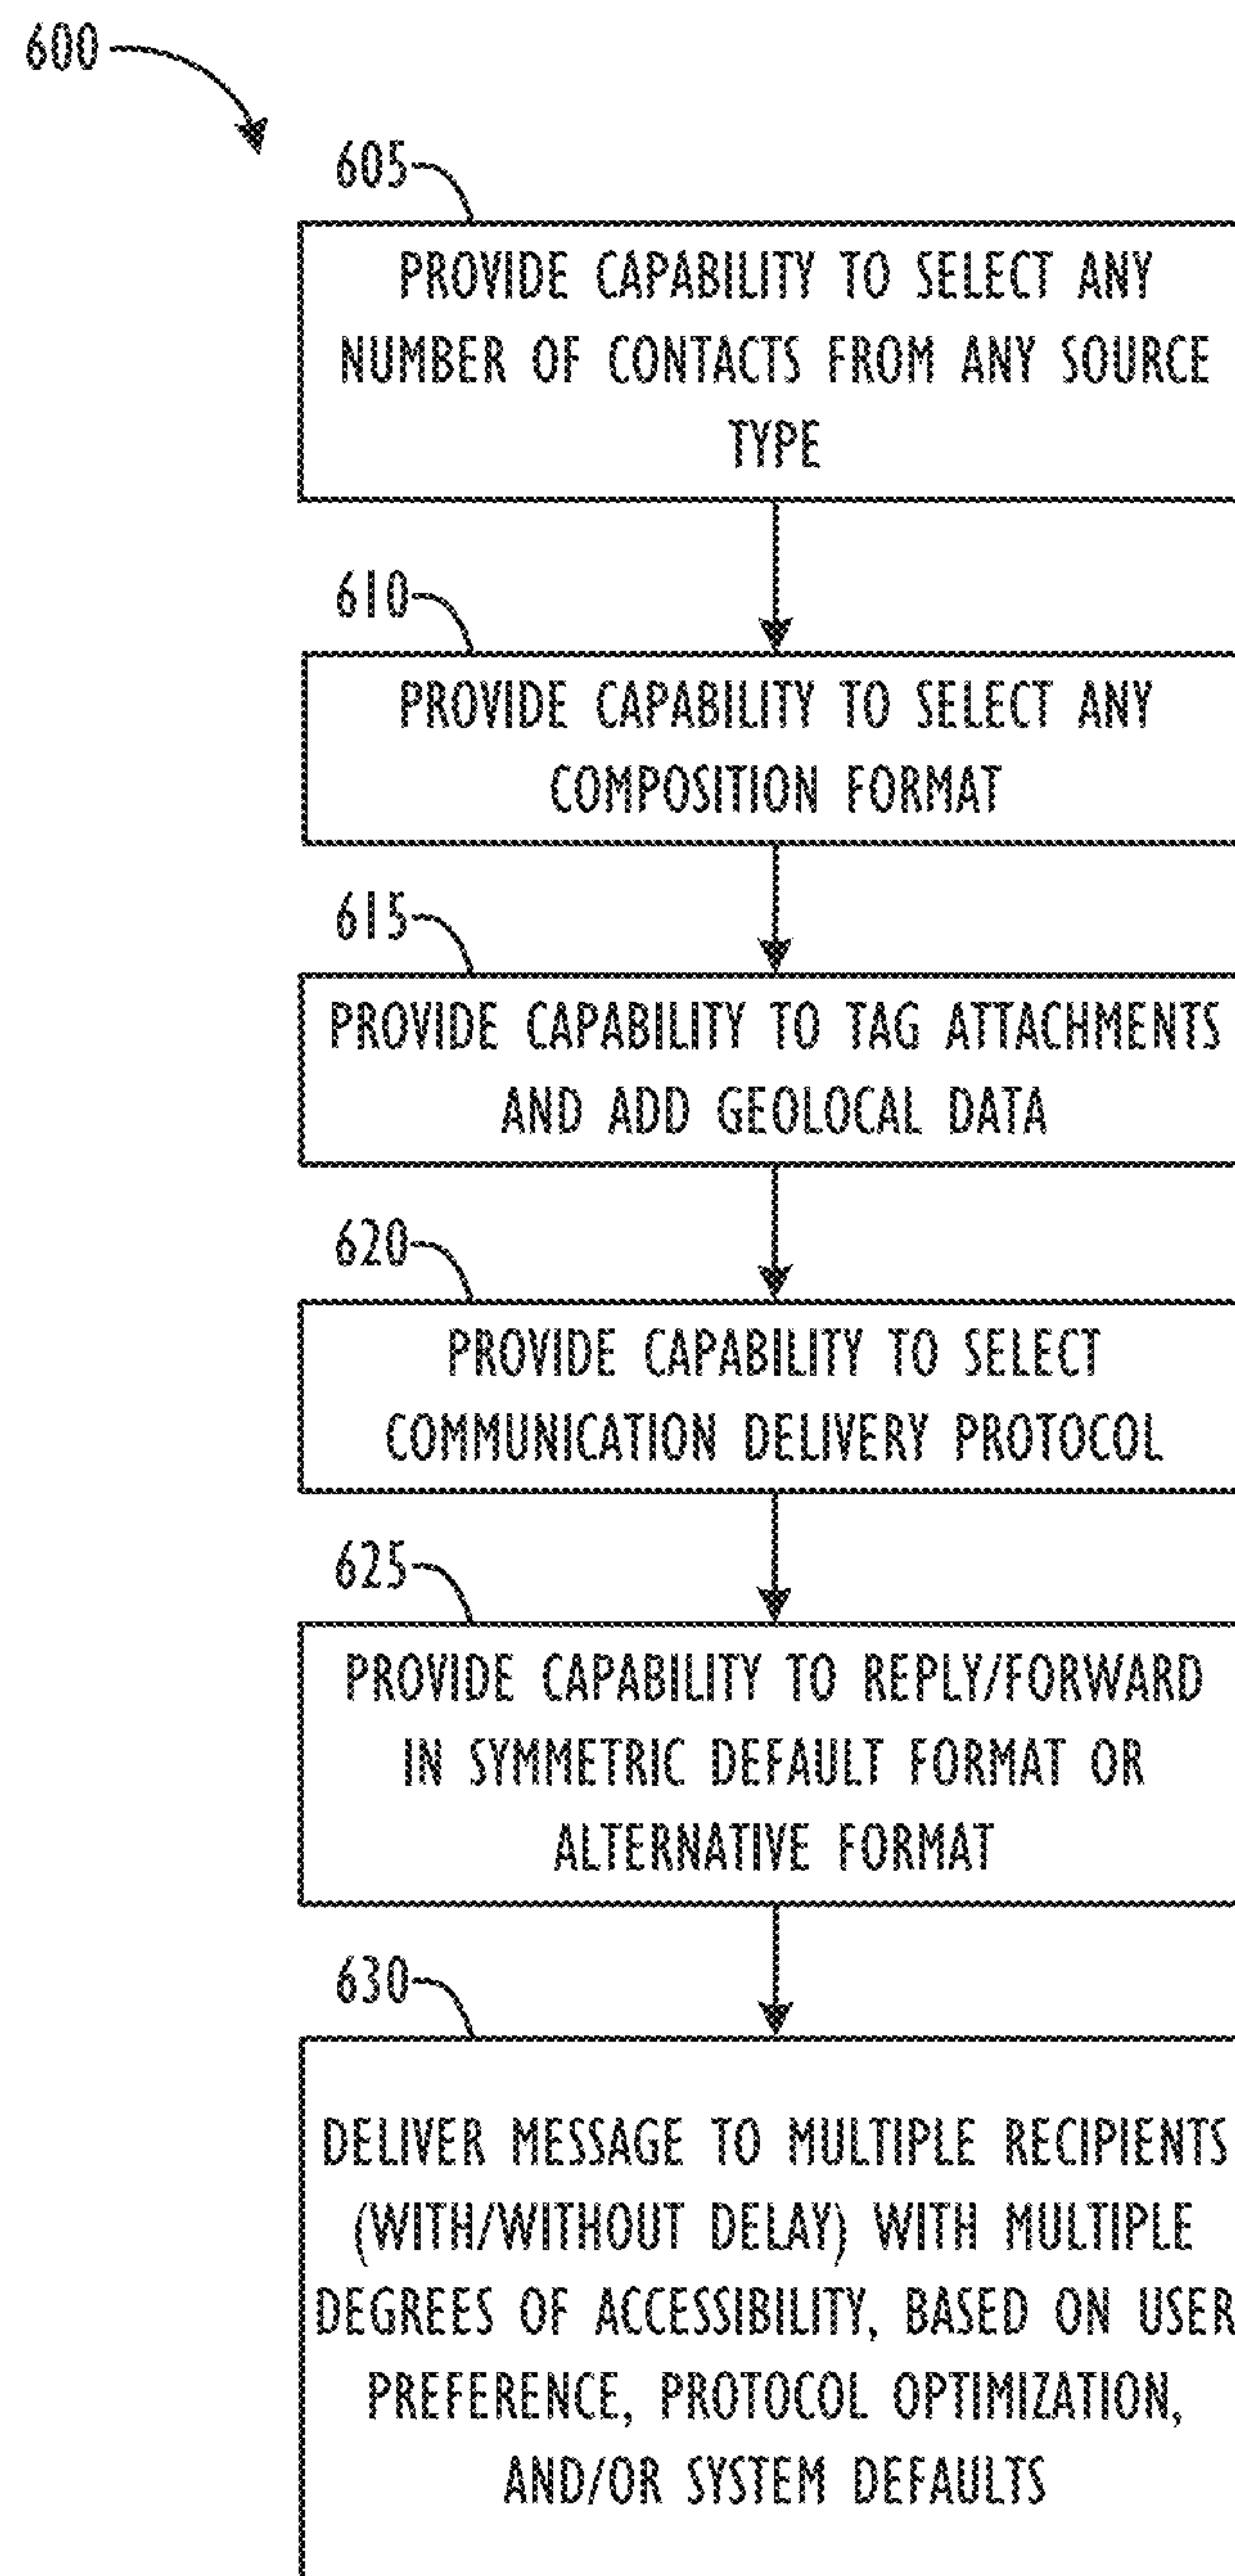 600
605
PROVIDE CAPABILITY TO SELECT ANY
NUMBER OF CONTACTS FROM ANY SOURCE
TYPE
610
PROVIDE CAPABILITY TO SELECT ANY
COMPOSITION FORMAT
615
PROVIDE CAPABILITY TO TAG ATTACHMENTS
AND ADD GEOLOCAL DATA
620
PROVIDE CAPABILITY TO SELECT
COMMUNICATION DELIVERY PROTOCOL
625
PROVIDE CAPABILITY TO REPLY/FORWARD
IN SYMMETRIC DEFAULT FORMAT OR
ALTERNATIVE FORMAT
630
DELIVER MESSAGE TO MULTIPLE RECIPIENTS
(WITH/WITHOUT DELAY) WITH MULTIPLE
DEGREES OF ACCESSIBILITY, BASED ON USER
PREFERENCE, PROTOCOL OPTIMIZATION,
AND/OR SYSTEM DEFAULTS